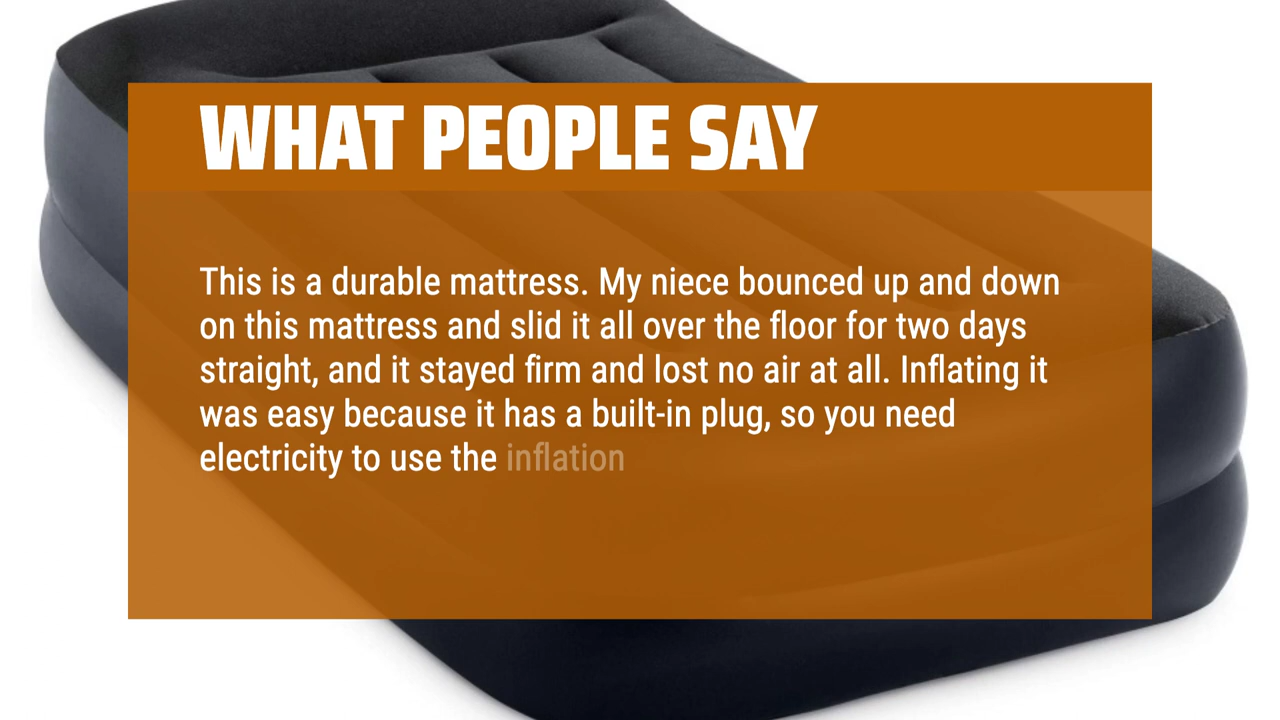 WHAT PEOPLE SAY
This is a durable mattress. My niece bounced up and down
on this mattress and slid it all over the floor for two days
straight, and it stayed firm and lost no air at all. Inflating it
was easy because it has a built-in plug, so you need
electricity to use the inflation